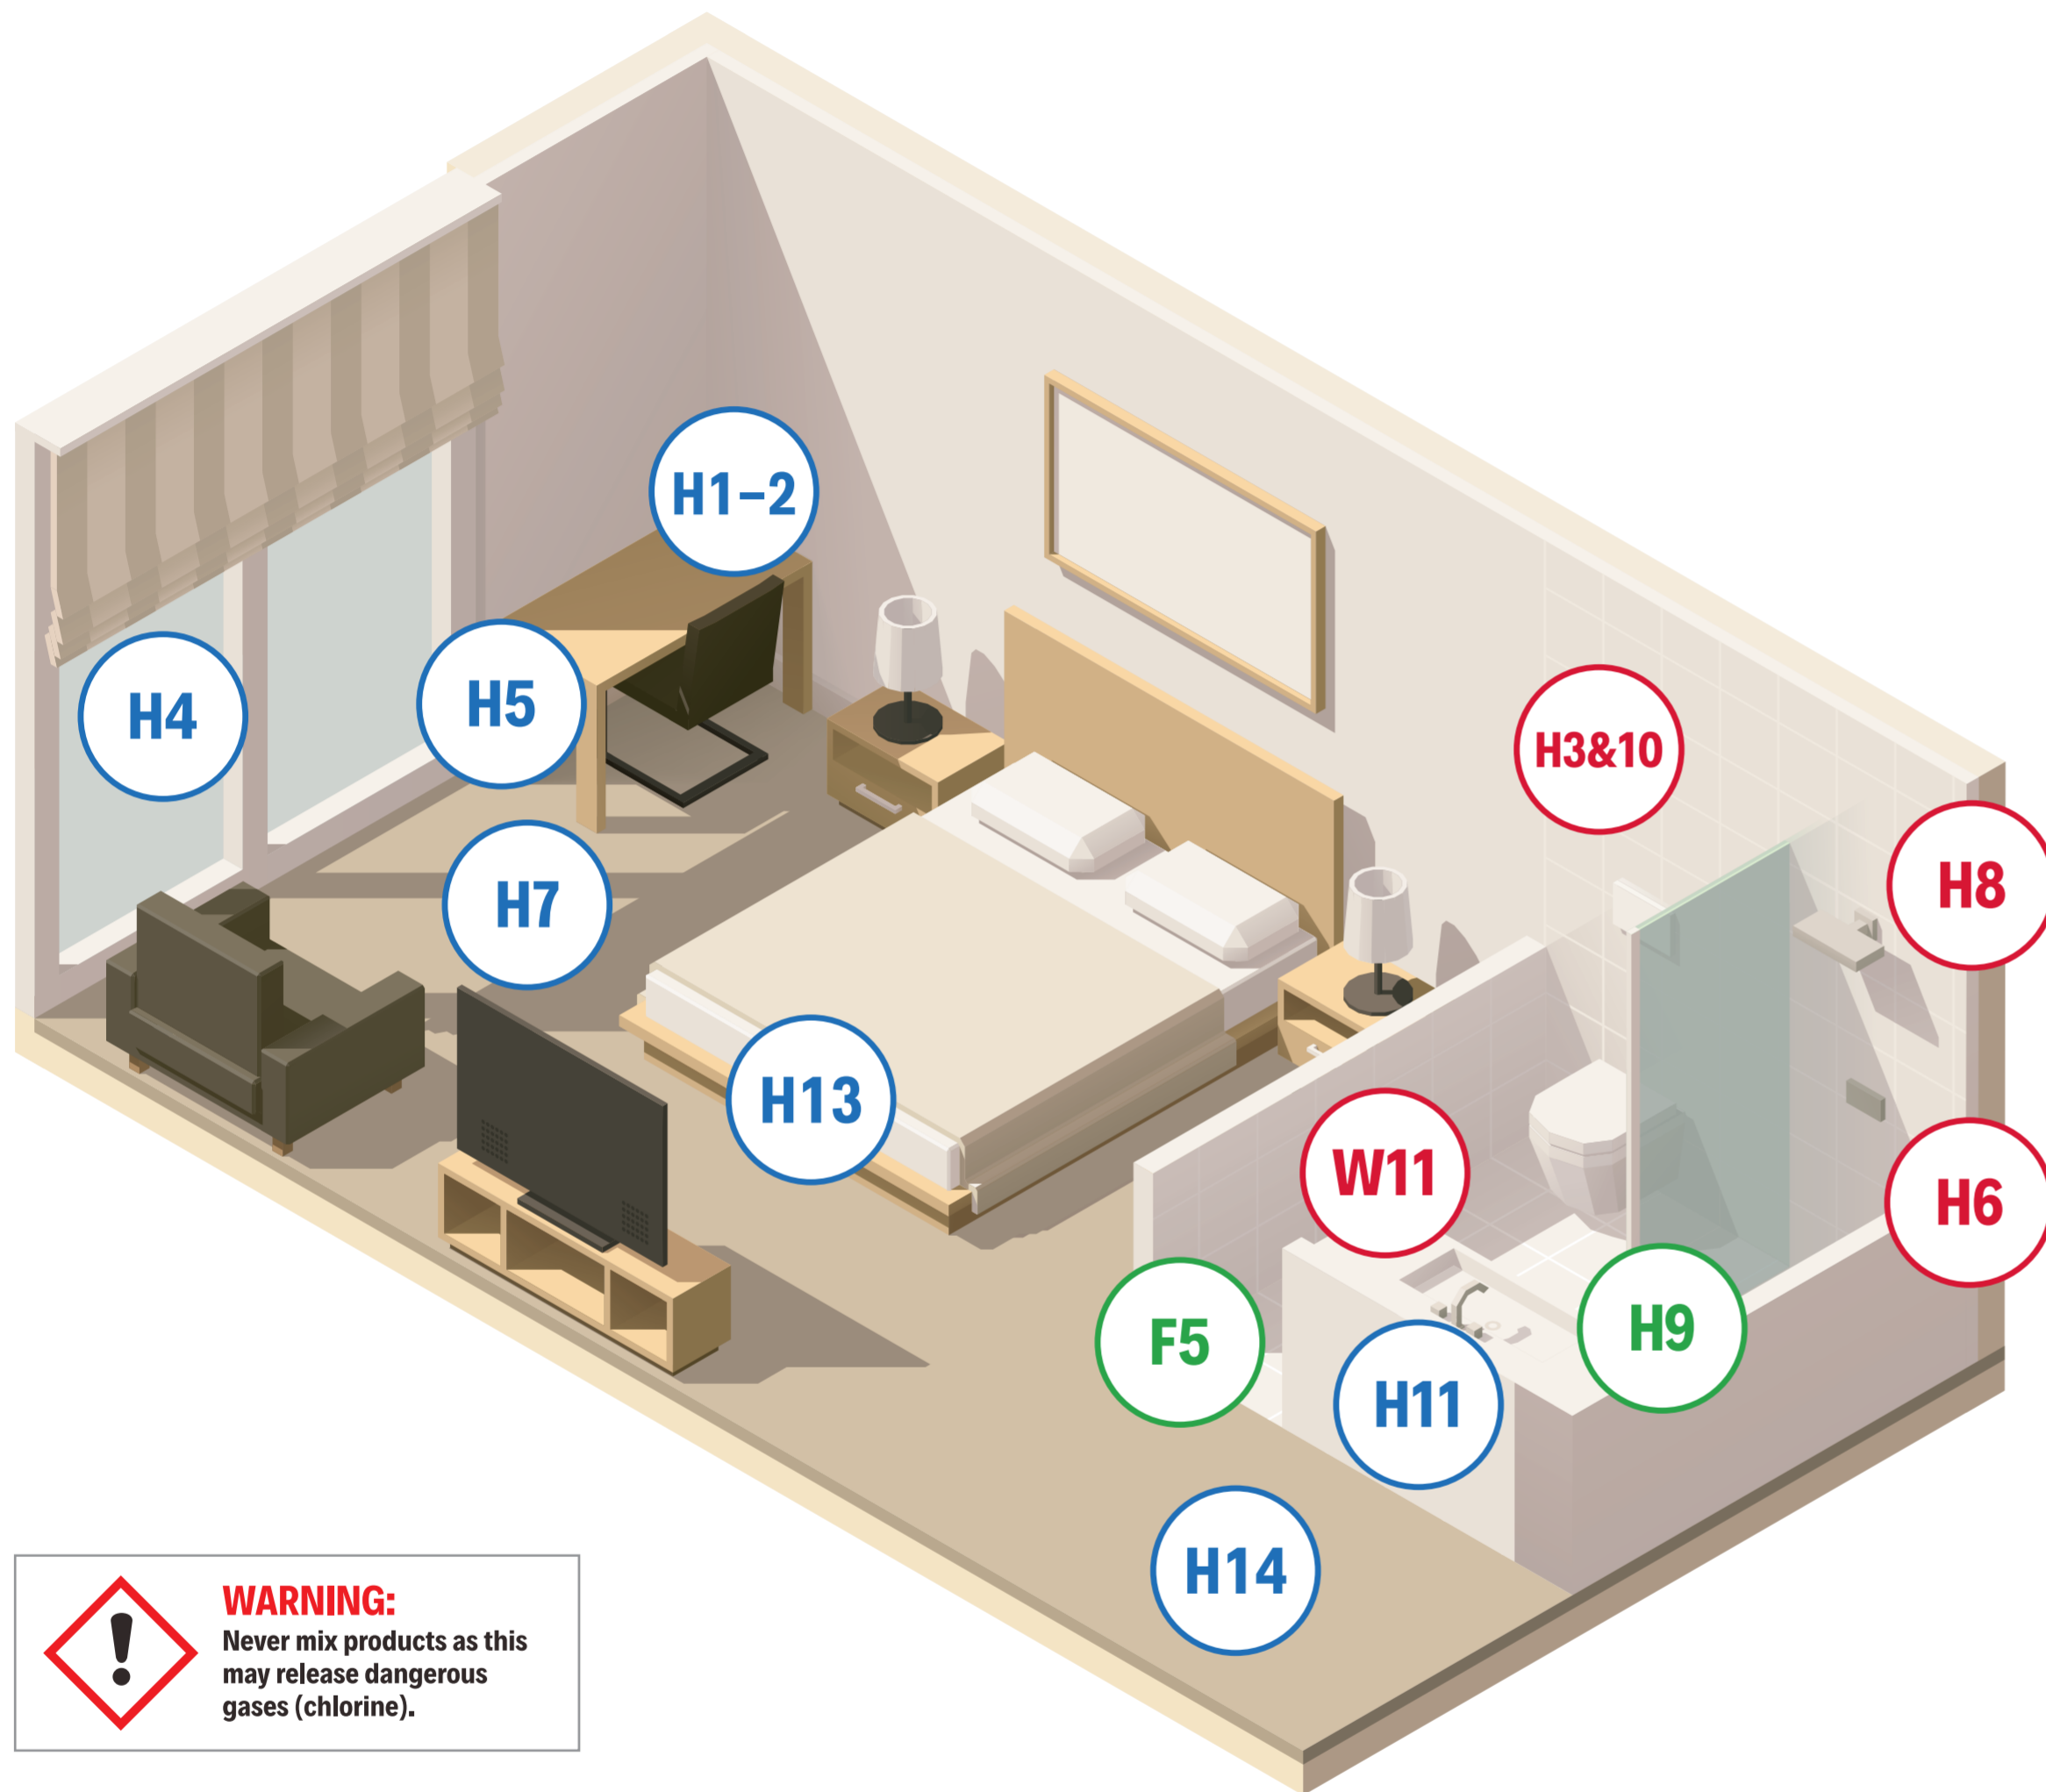 H1–2
H4
H5
H3&10
H8
H7
H13
W11
H6
F5
H9
H11
H14
WARNING:
Never mix products as this
may release dangerous
gases (chlorine).